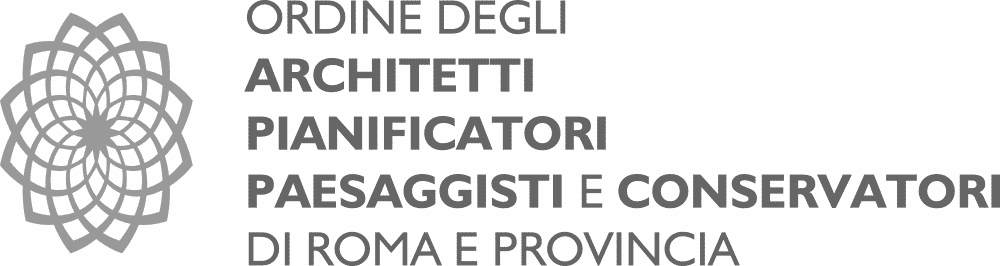 ORDINE DEGLI
ARCHITETTI
PIANIFICATORI
PAESAGGISTI E CONSERVATORI
DI ROMA E PROVINCIA